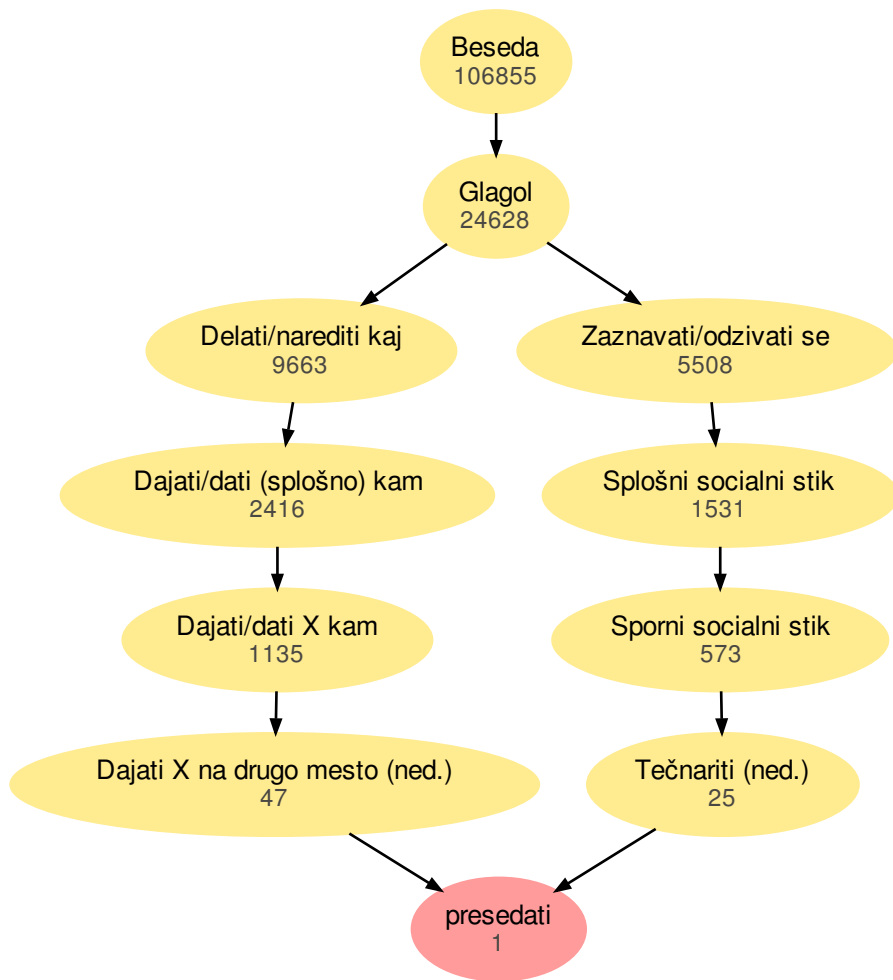 Beseda
106855
Glagol
24628
Delati/narediti kaj
9663
Zaznavati/odzivati se
5508
Dajati/dati (splošno) kam
2416
Splošni socialni stik
1531
Dajati/dati X kam
1135
Sporni socialni stik
573
Dajati X na drugo mesto (ned.)
47
Tečnariti (ned.)
25
presedati
1